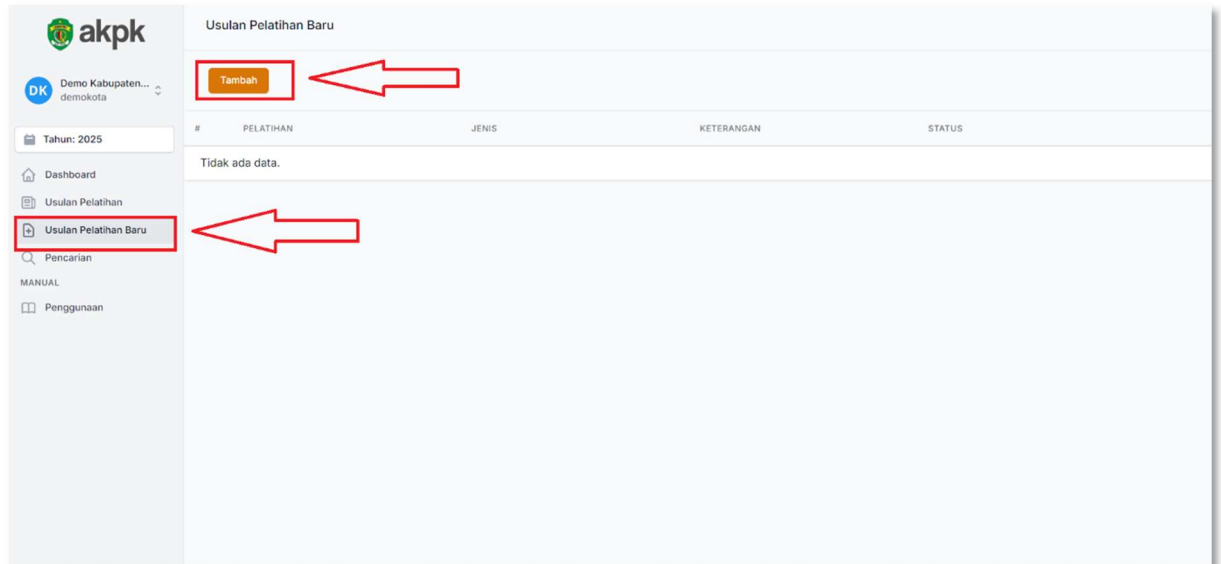 akpk
DK
Demo Kabupaten...
demokota
Tahun: 2025
Dashboard
Usulan Pelatihan
Usulan Pelatihan Baru
Pencarian
MANUAL
Penggunaan
Usulan Pelatihan Baru
Tambah
# PELATIHAN JENIS KETERANGAN STATUS
Tidak ada data.